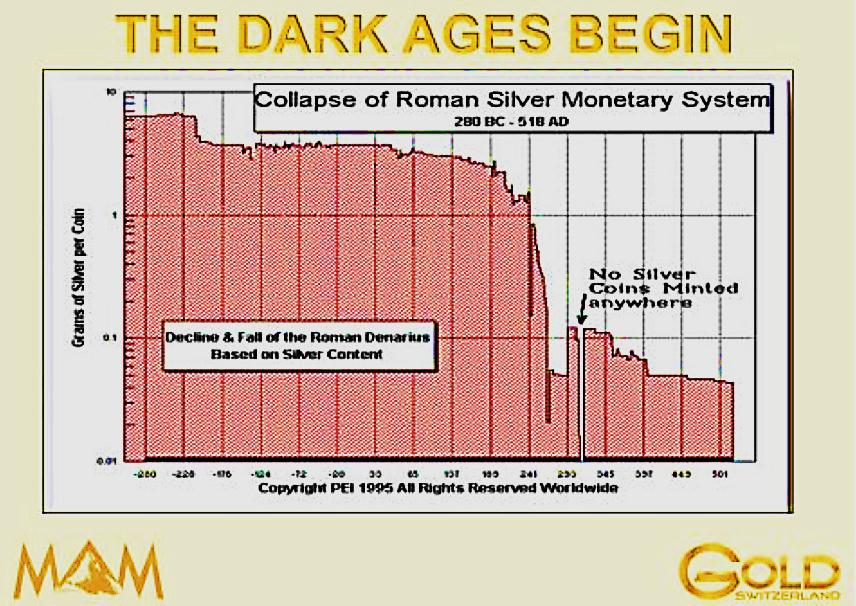 THE DARK AGES BEGIN
Collapse of Roman Silver Monetary System
280 BC - 518 AD
10
Grams of Silver per Coin
1
No Silver
Coins Minted
anywhere
0.1
Decline & Fall of the Roman Denarius
Based on Silver Content
0.01
-280 -228 -176 -124 -72 -20 33 137 189 241 293 345 397 449 501
Copyright PEI 1995 All Rights Reserved Worldwide
MAM
GOLD
SWITZERLAND